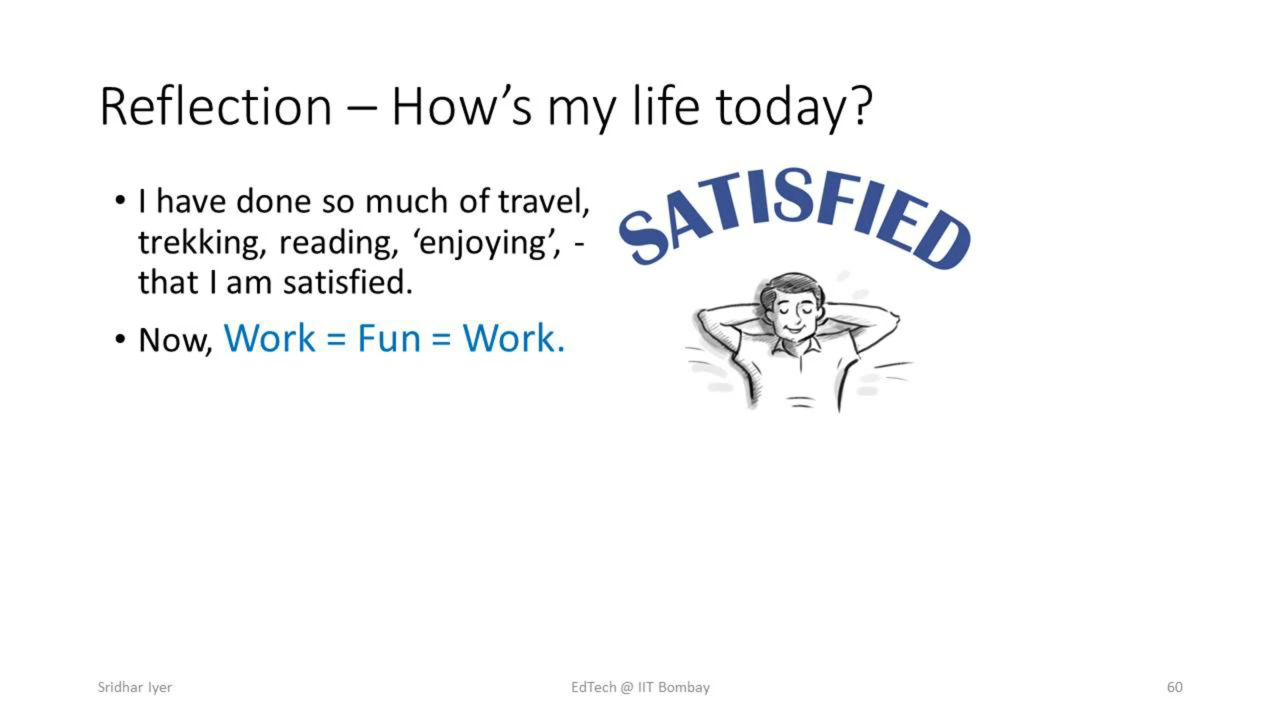 Reflection – How’s my life today?
• I have done so much of travel,
trekking, reading, ‘enjoying’, -
that I am satisfied.
• Now, Work = Fun = Work.
SATISFIED
Sridhar Iyer
EdTech @ IIT Bombay
60